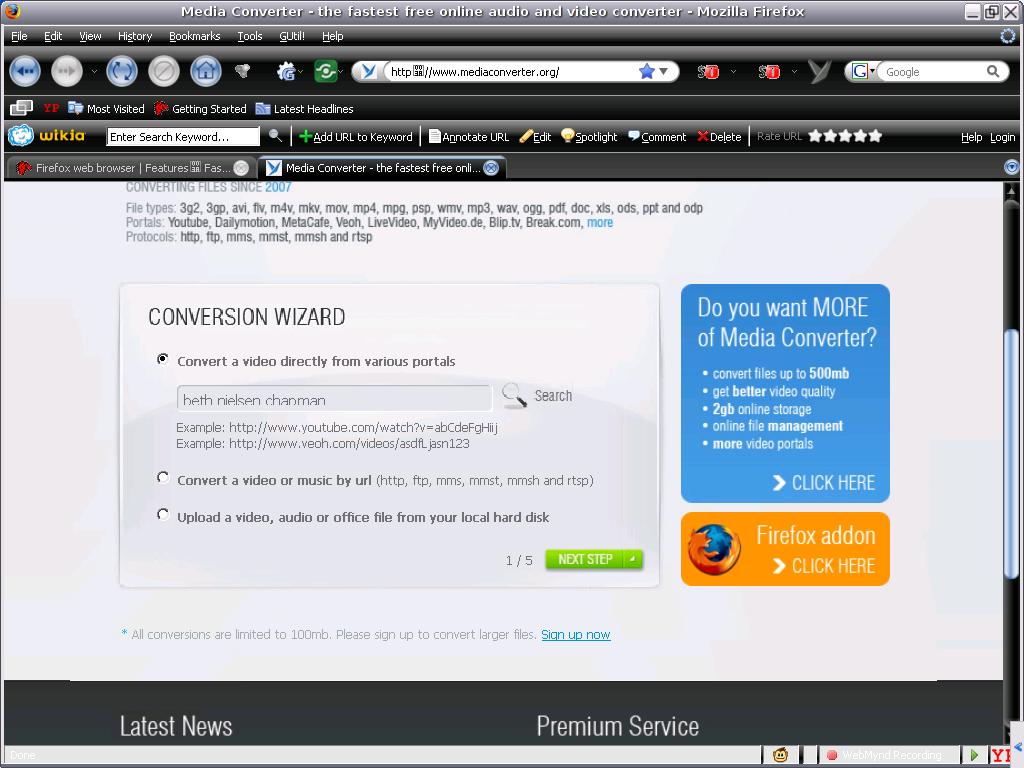 Media Converter - the fastest free online audio and video converter - Mozilla Firefox
File Edit View History Bookmarks Tools GUtil! Help
http://www.mediaconverter.org/
Google
YP Most Visited Getting Started Latest Headlines
wikia Enter Search Keyword... Add URL to Keyword Annotate URL Edit Spotlight Comment Delete Rate URL Help Login
Firefox web browser | Features Fas... Media Converter - the fastest free onli...
CONVERTING FILES SINCE 2007
File types: 3g2, 3gp, avi, flv, m4v, mkv, mov, mp4, mpg, psp, wmv, mp3, wav, ogg, pdf, doc, xls, ods, ppt and odp
Portals: Youtube, Dailymotion, MetaCafe, Veoh, LiveVideo, MyVideo.de, Blip.tv, Break.com, more
Protocols: http, ftp, mms, mmst, mmsh and rtsp
CONVERSION WIZARD
Convert a video directly from various portals
beth nielsen chapman
Search
Example: http://www.youtube.com/watch?v=abCdeFgHiij
Example: http://www.veoh.com/videos/asdfLjasn123
Convert a video or music by url (http, ftp, mms, mmst, mmsh and rtsp)
Upload a video, audio or office file from your local hard disk
1 / 5 NEXT STEP
Do you want MORE
of Media Converter?
• convert files up to 500mb
• get better video quality
• 2gb online storage
• online file management
• more video portals
CLICK HERE
Firefox addon
CLICK HERE
* All conversions are limited to 100mb. Please sign up to convert larger files. Sign up now
Latest News
Premium Service
Done
WebMynd Recording